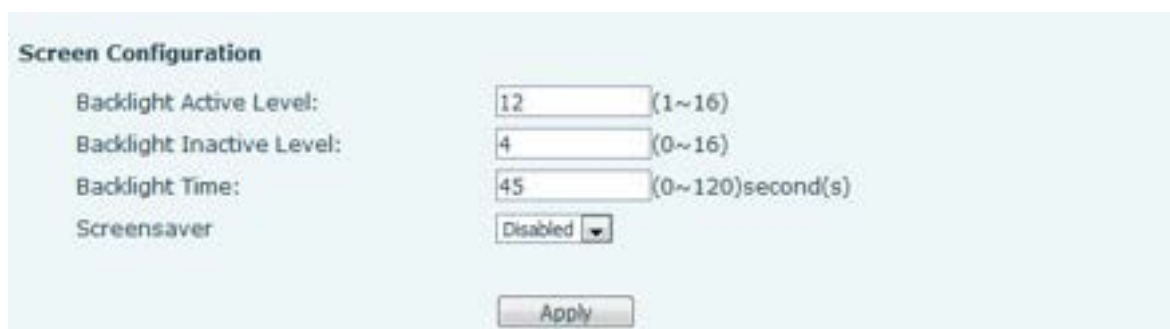 Screen Configuration
Backlight Active Level: 12 (1~16)
Backlight Inactive Level: 4 (0~16)
Backlight Time: 45 (0~120)second(s)
Screensaver Disabled
Apply